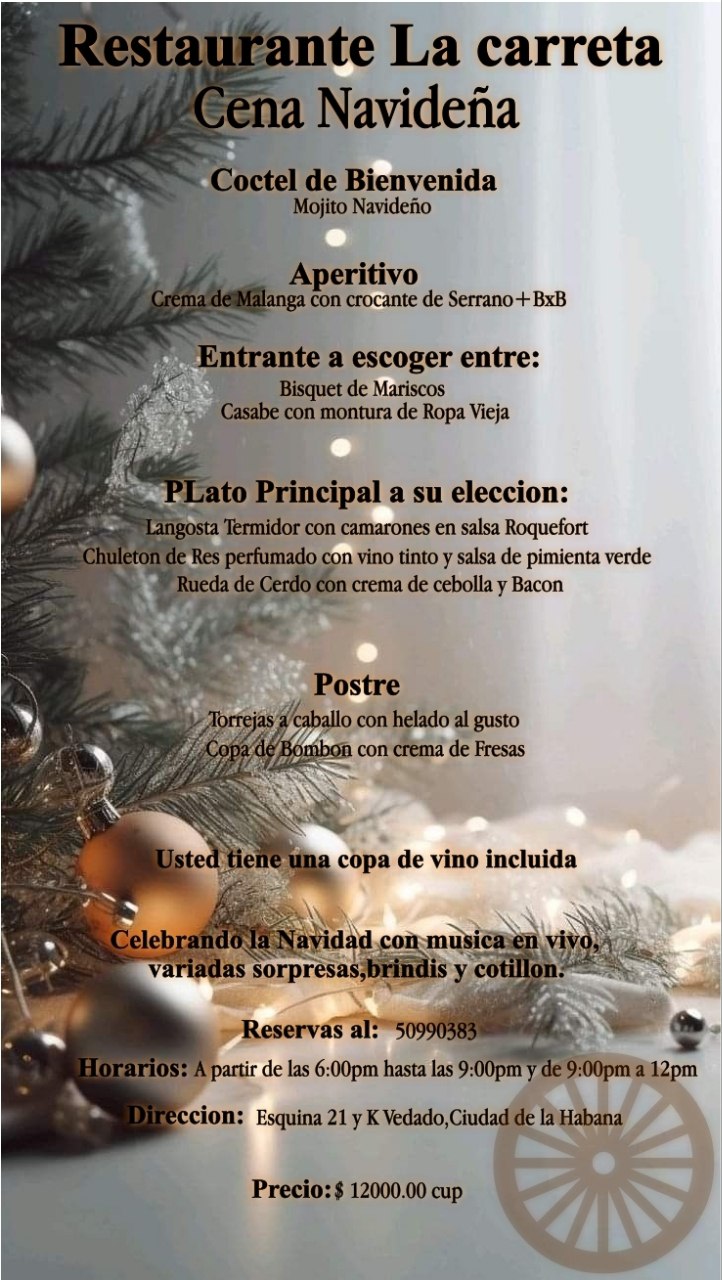 Restaurante La carreta
Cena Navideña
Coctel de Bienvenida
Mojito Navideño
Aperitivo
Crema de Malanga con crocante de Serrano+BxB
Entrante a escoger entre:
Bisquet de Mariscos
Casabe con montura de Ropa Vieja
PLato Principal a su eleccion:
Langosta Termidor con camarones en salsa Roquefort
Chuleton de Res perfumado con vino tinto y salsa de pimienta verde
Rueda de Cerdo con crema de cebolla y Bacon
Postre
Torrejas a caballo con helado al gusto
Copa de Bombon con crema de Fresas
Usted tiene una copa de vino incluida
Celebrando la Navidad con musica en vivo,
variadas sorpresas,brindis y cotillon.
Reservas al: 50990383
Horarios: A partir de las 6:00pm hasta las 9:00pm y de 9:00pm a 12pm
Direccion: Esquina 21 y K Vedado,Ciudad de la Habana
Precio:$ 12000.00 cup